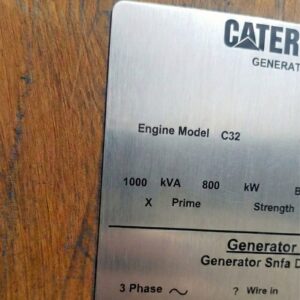 CATER
GENERAT
Engine Model C32
1000 kVA 800 kW B
X Prime Strength
Generator
Generator Snfa D
3 Phase ~ ? Wire in